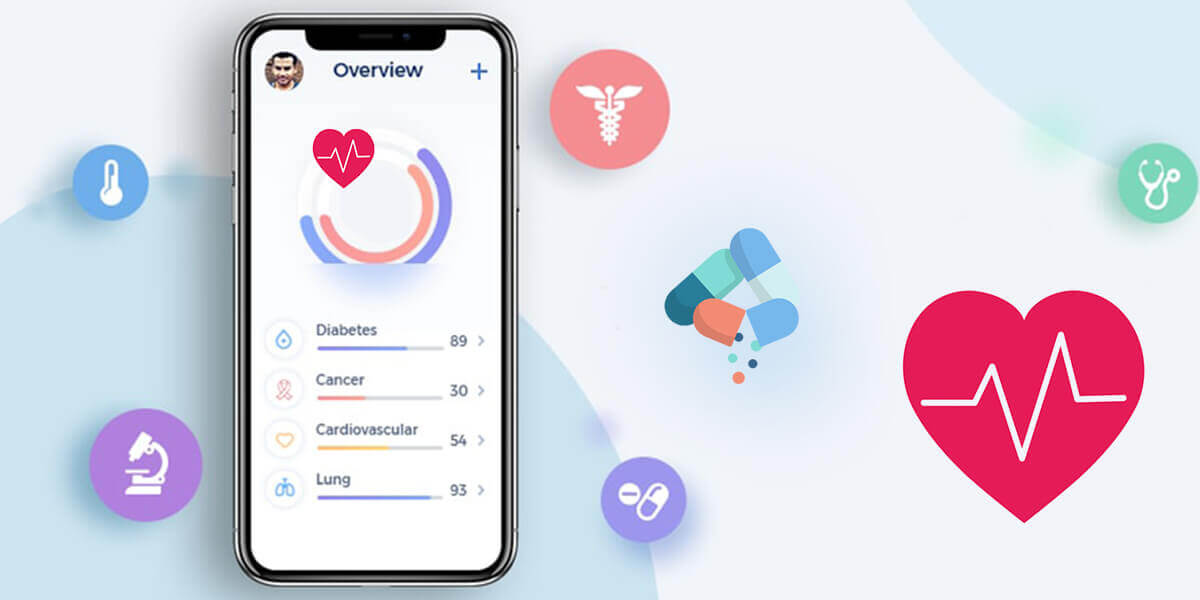 Overview
Diabetes 89
Cancer 30
Cardiovascular 54
Lung 93